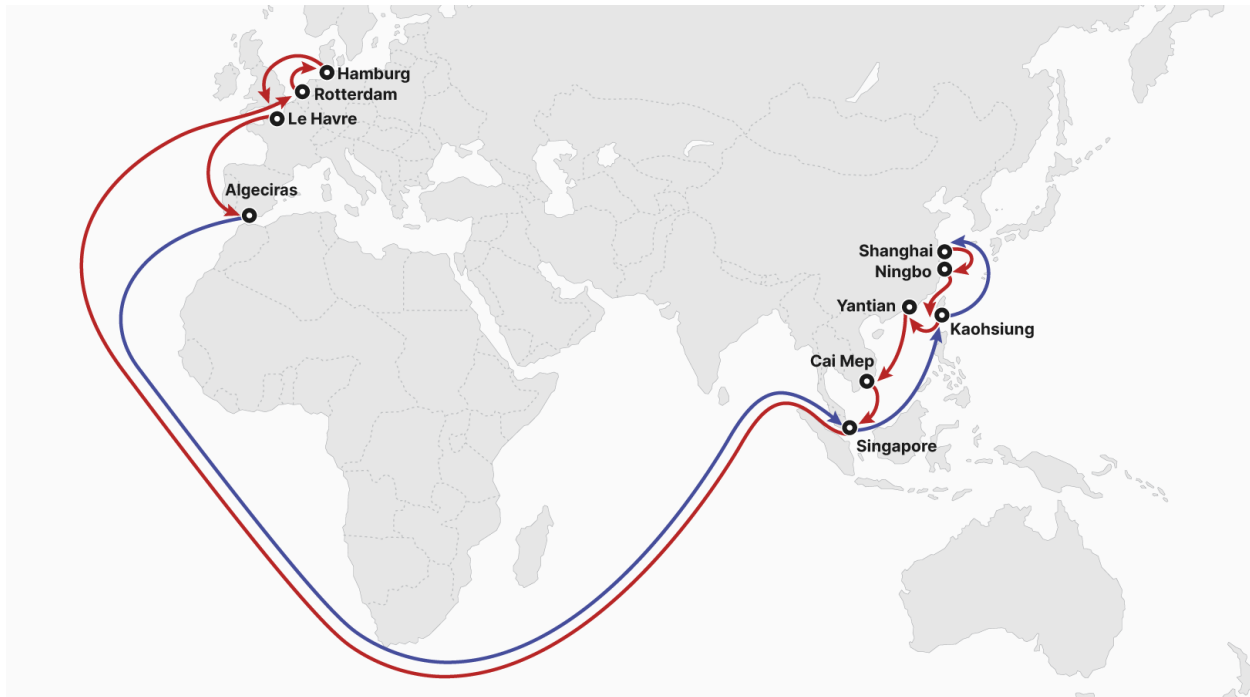 Hamburg
Rotterdam
Le Havre
Algeciras
Shanghai
Ningbo
Yantian
Kaohsiung
Cai Mep
Singapore